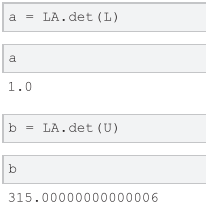 a = LA.det(L)
a
1.0
b = LA.det(U)
b
315.00000000000006